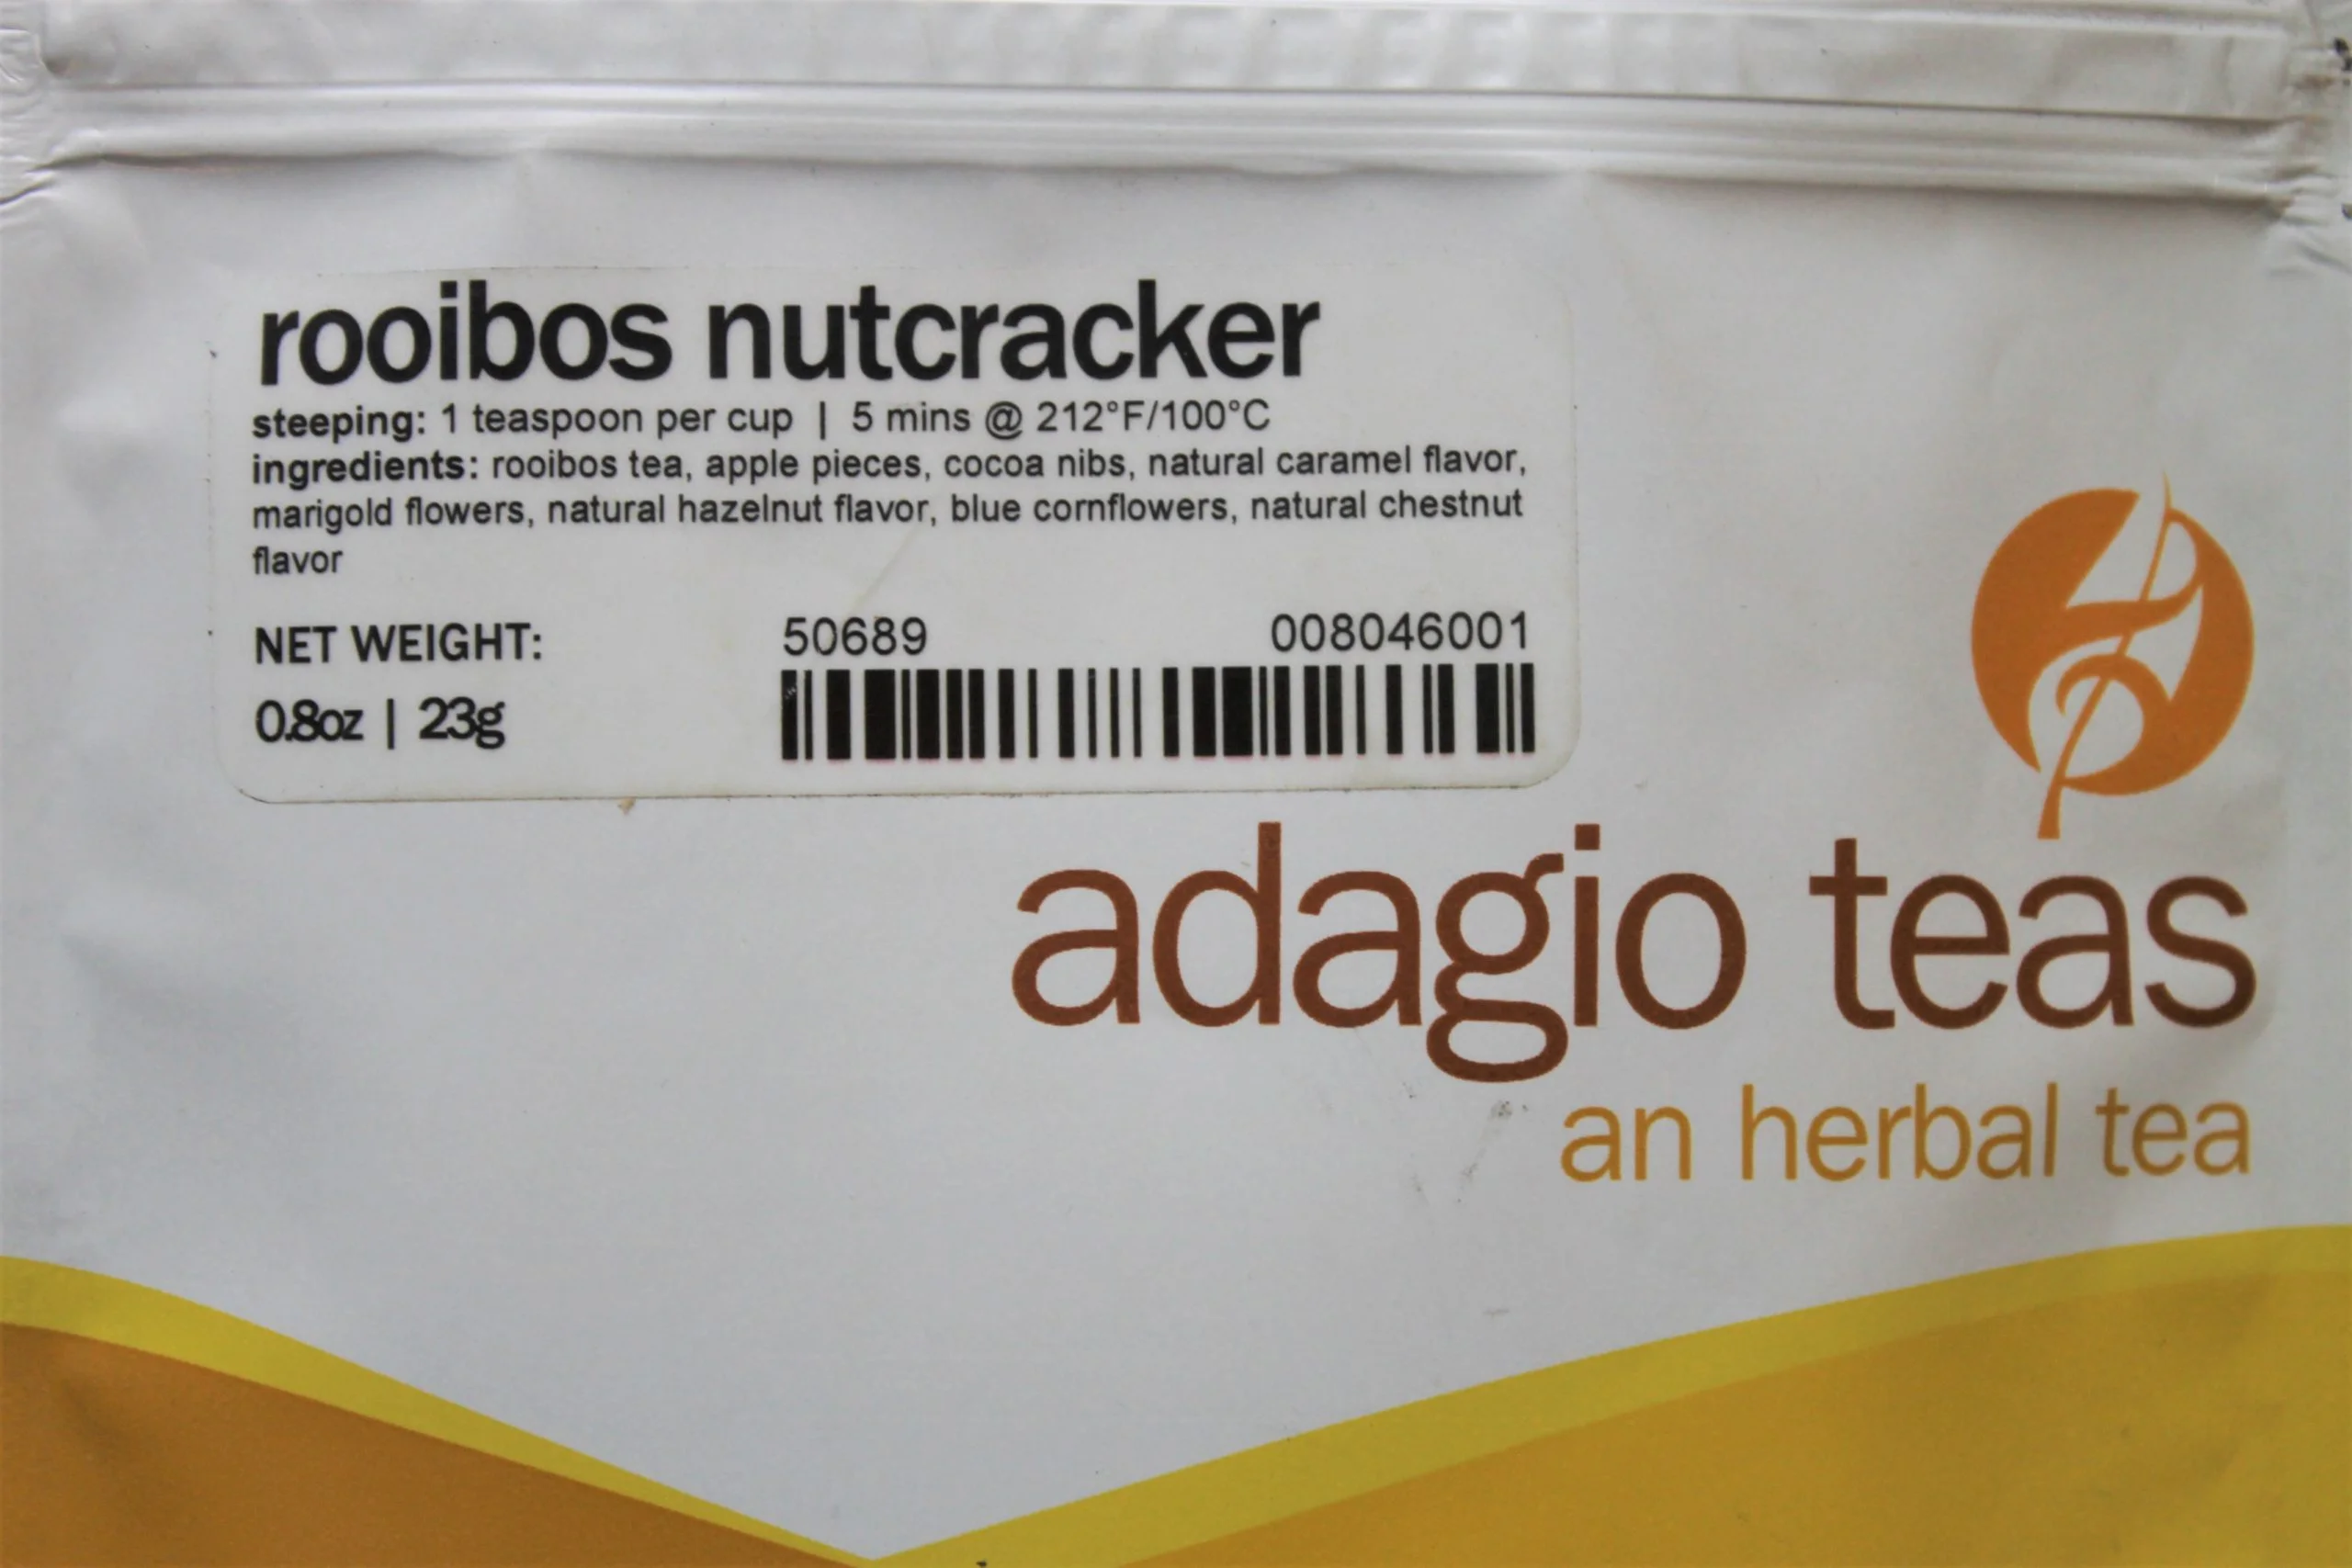 rooibos nutcracker
steeping: 1 teaspoon per cup | 5 mins @ 212°F/100°C
ingredients: rooibos tea, apple pieces, cocoa nibs, natural caramel flavor,
marigold flowers, natural hazelnut flavor, blue cornflowers, natural chestnut
flavor
NET WEIGHT:
0.8oz | 23g
50689 008046001
adagio teas
an herbal tea